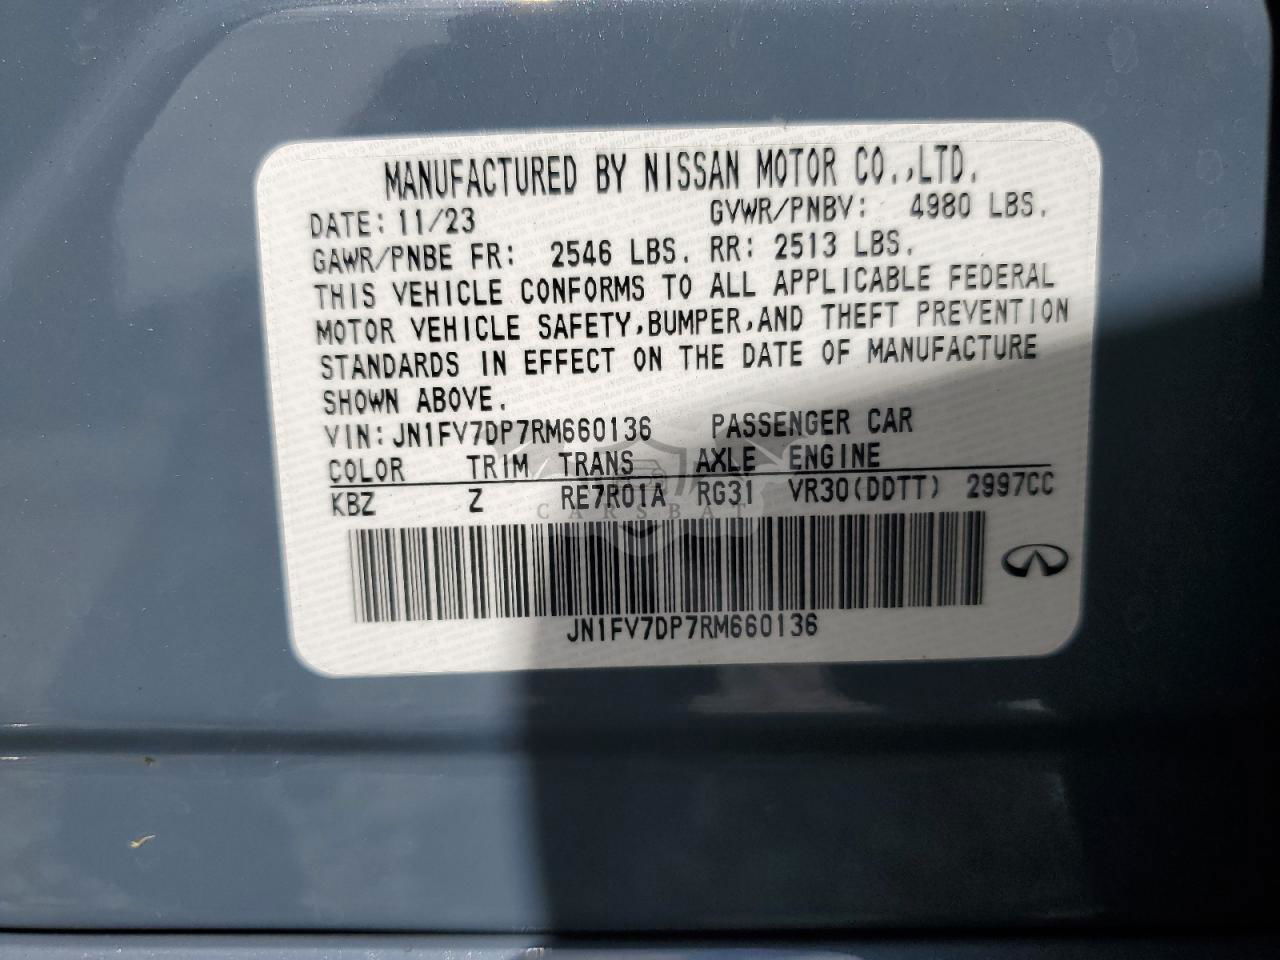 MANUFACTURED BY NISSAN MOTOR CO.,LTD.
DATE: 11/23 GVWR/PNBV: 4980 LBS.
GAWR/PNBE FR: 2546 LBS. RR: 2513 LBS.
THIS VEHICLE CONFORMS TO ALL APPLICABLE FEDERAL
MOTOR VEHICLE SAFETY,BUMPER,AND THEFT PREVENTION
STANDARDS IN EFFECT ON THE DATE OF MANUFACTURE
SHOWN ABOVE.
VIN: JN1FV7DP7RM660136 PASSENGER CAR
COLOR TRIM TRANS AXLE ENGINE
KBZ Z RE7R01A RG31 VR30(DDTT) 2997CC
CARSBAT
JN1FV7DP7RM660136